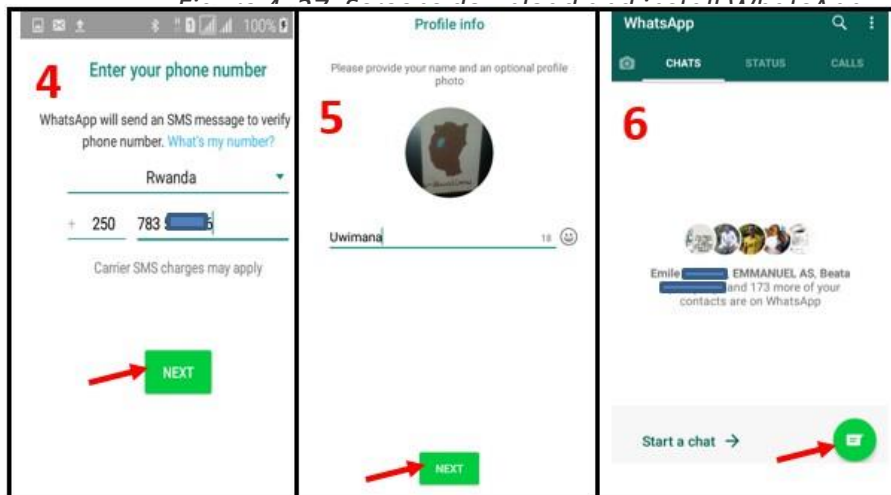 100%
4
Enter your phone number
WhatsApp will send an SMS message to verify
phone number. What's my number?
Rwanda
+ 250 783
Carrier SMS charges may apply
NEXT
Profile info
Please provide your name and an optional profile
photo
5
Uwimana 18
NEXT
WhatsApp
CHATS STATUS CALLS
6
Emile EMMANUEL AS, Beata
and 173 more of your
contacts are on WhatsApp
Start a chat →